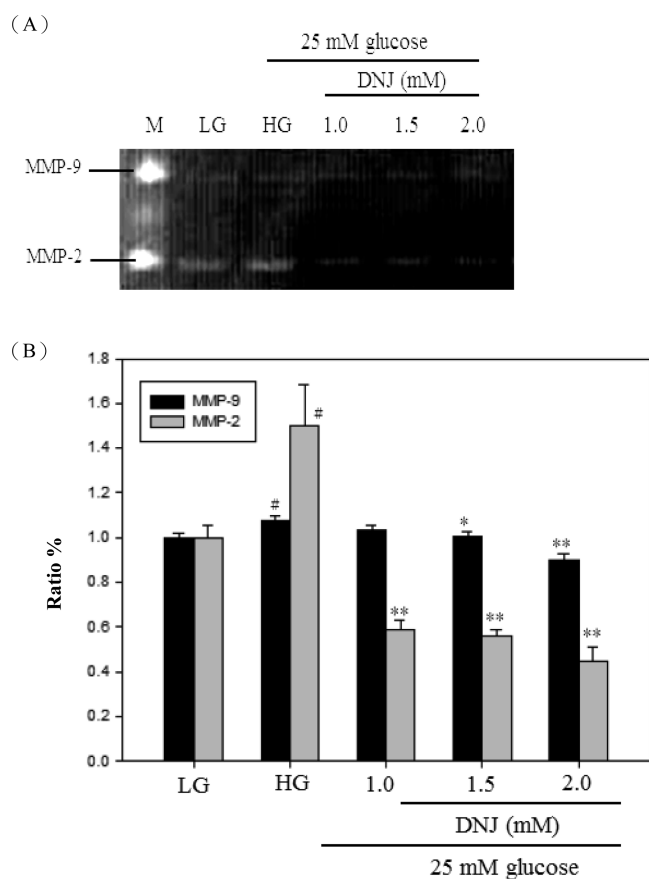 (A)
25 mM glucose
DNJ (mM)
M LG HG 1.0 1.5 2.0
MMP-9
MMP-2
(B)
1.8
1.6
1.4
1.2
1.0
0.8
0.6
0.4
0.2
0.0
Ratio %
MMP-9
MMP-2
# #
* **
** ** **
LG HG 1.0 1.5 2.0
DNJ (mM)
25 mM glucose